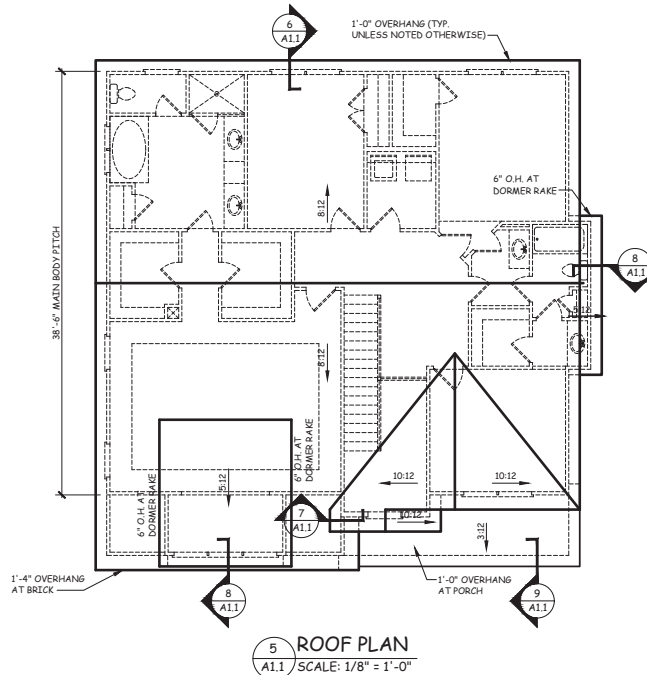 6
A1.1
1'-0" OVERHANG (TYP.
UNLESS NOTED OTHERWISE)
6" O.H. AT
DORMER RAKE
8:12
8
A1.1
38'-6" MAIN BODY PITCH
5:12
8:12
6" O.H. AT
DORMER RAKE
6" O.H. AT
DORMER RAKE
5:12
10:12
10:12
7
A1.1
10:12
3:12
1'-4" OVERHANG
AT BRICK
8
A1.1
1'-0" OVERHANG
AT PORCH
9
A1.1
5
A1.1
ROOF PLAN
SCALE: 1/8" = 1'-0"